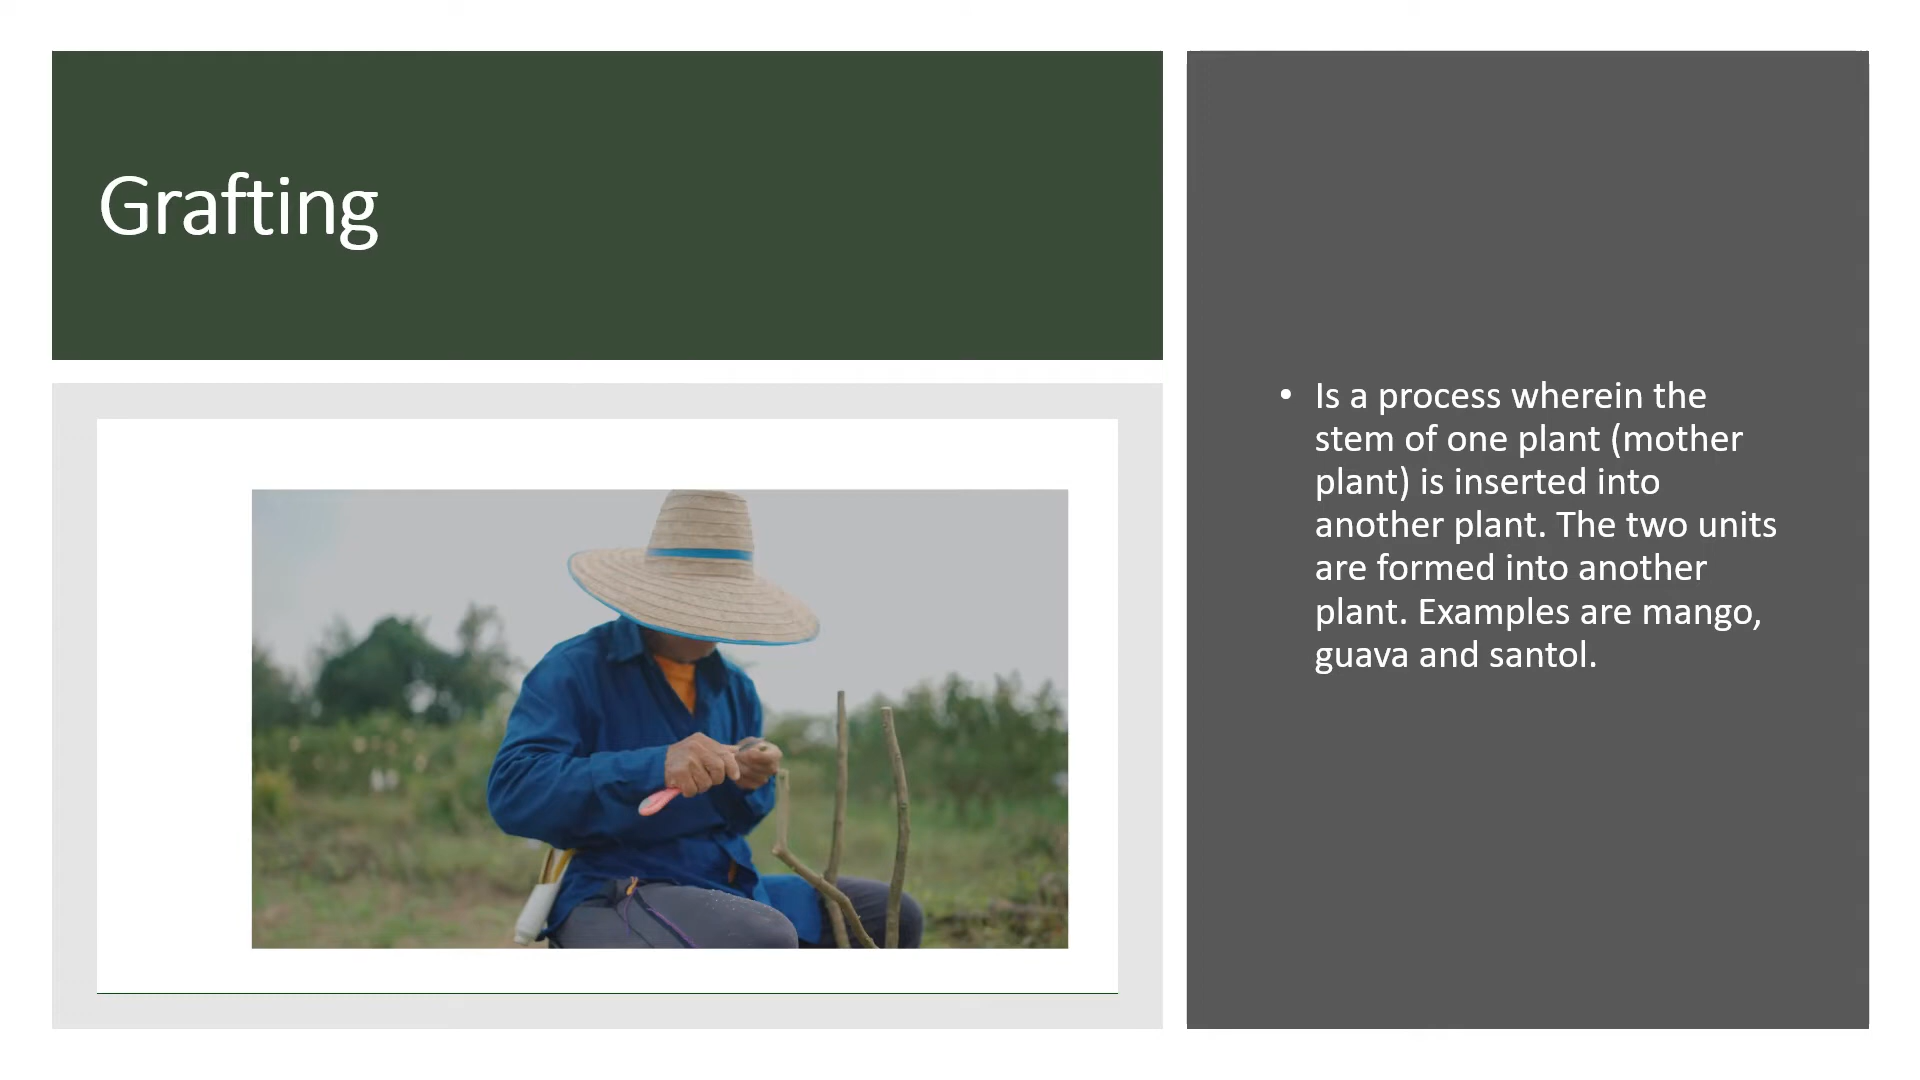 Grafting
• Is a process wherein the
stem of one plant (mother
plant) is inserted into
another plant. The two units
are formed into another
plant. Examples are mango,
guava and santol.